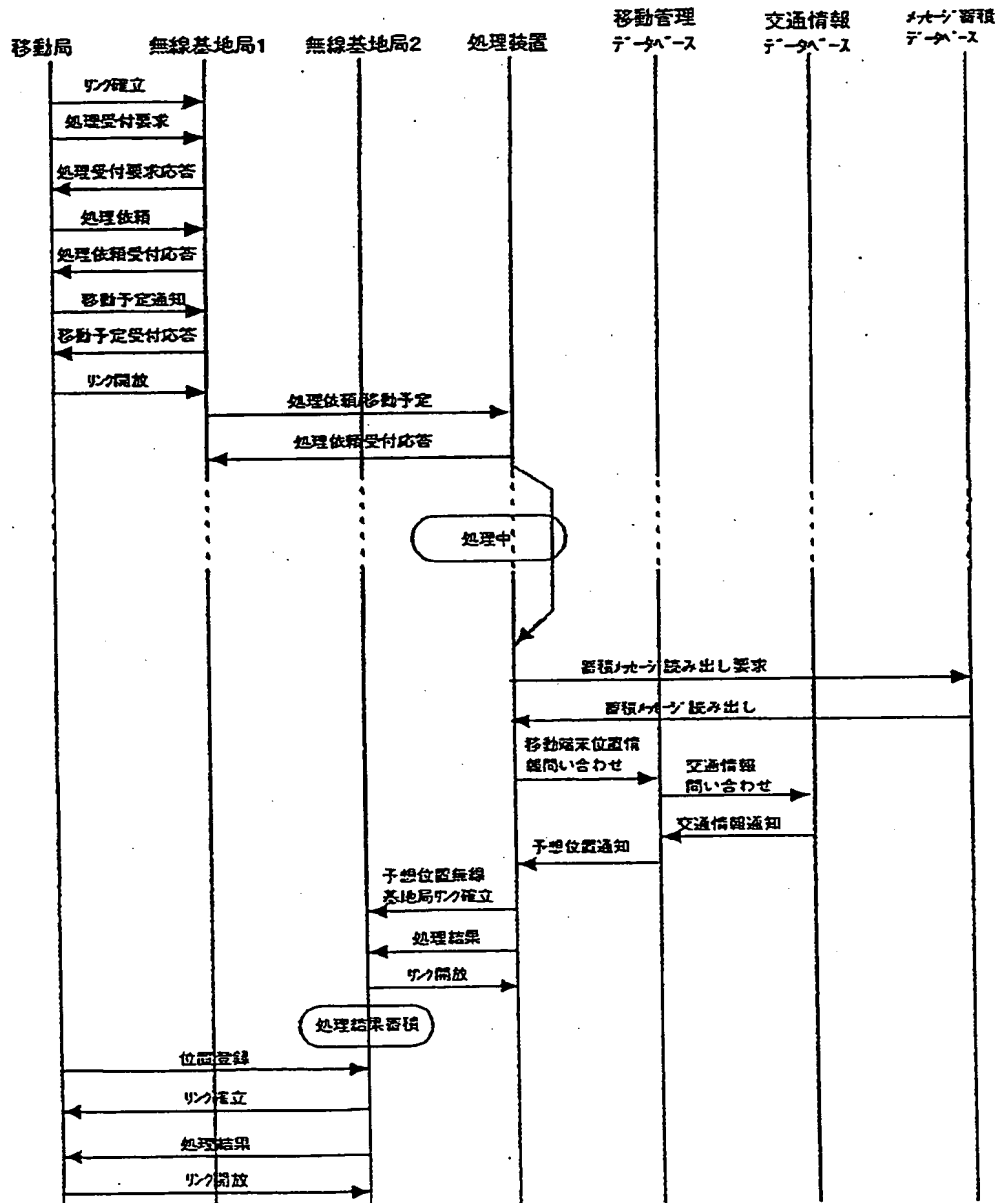 移動局
無線基地局1
無線基地局2
処理装置
移動管理
データベース
交通情報
データベース
メッセージ蓄積
データベース
リンク確立
処理受付要求
処理受付要求応答
処理依頼
処理依頼受付応答
移動予定通知
移動予定受付応答
リンク開放
処理依頼/移動予定
処理依頼受付応答
処理中
蓄積メッセージ読み出し要求
蓄積メッセージ読み出し
移動端末位置情
報問い合わせ
交通情報
問い合わせ
交通情報通知
予想位置通知
予想位置無線
基地局リンク確立
処理結果
リンク開放
処理結果蓄積
位置登録
リンク確立
処理結果
リンク開放